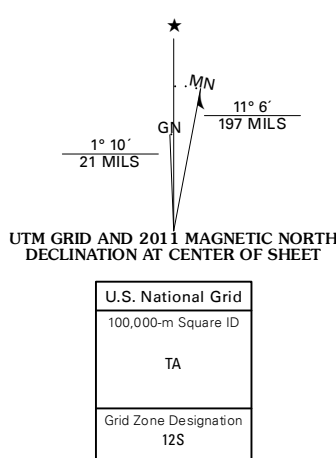 ★
MN
GN
11° 6´
197 MILS
1° 10´
21 MILS
UTM GRID AND 2011 MAGNETIC NORTH
DECLINATION AT CENTER OF SHEET
U.S. National Grid
100,000-m Square ID
TA
Grid Zone Designation
12S